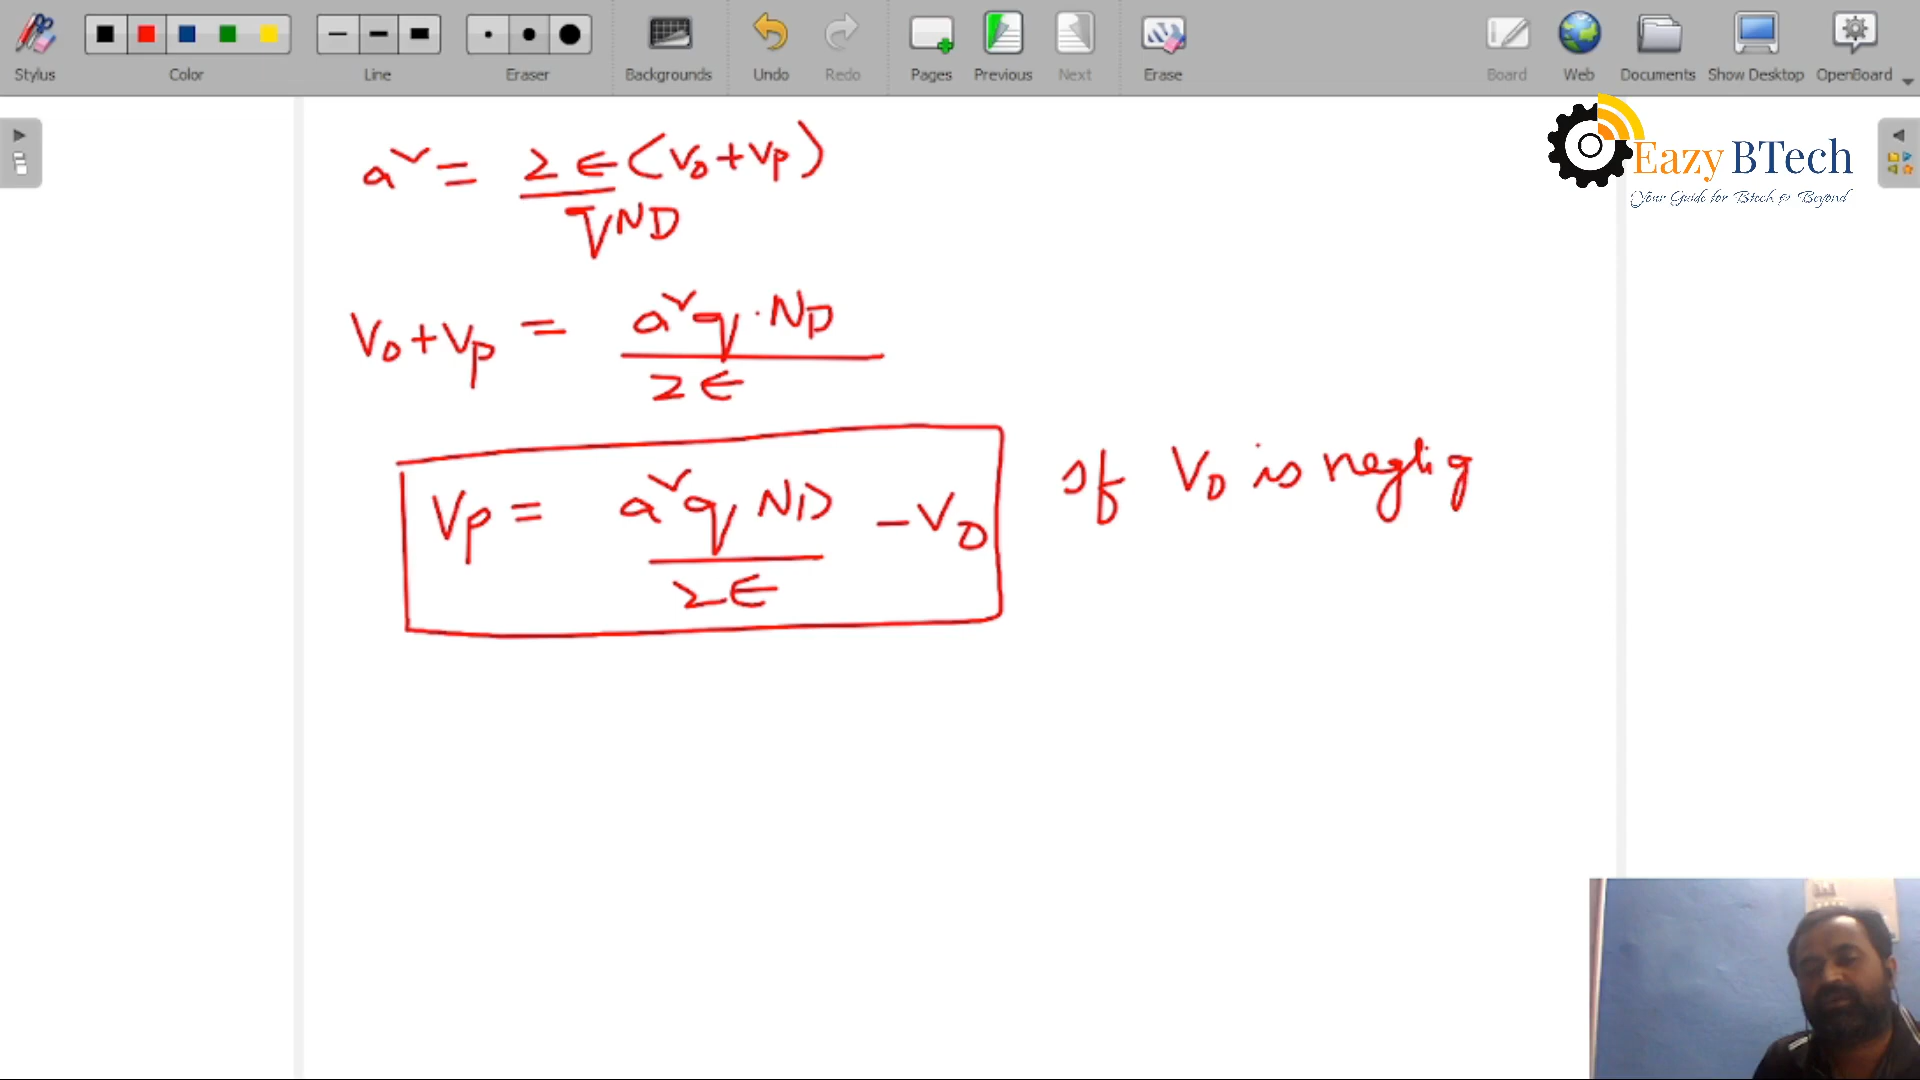 Stylus Color Line Eraser Backgrounds Undo Redo Pages Previous Next Erase Board Web Documents Show Desktop OpenBoard
Eazy BTech
Your Guide for Btech & Beyond
a² = 2 ∈ (V₀ + Vp)
qND
V₀ + Vp = a² q · ND
2 ∈
Vp = a² q ND - V₀
2 ∈
If V₀ is neglig